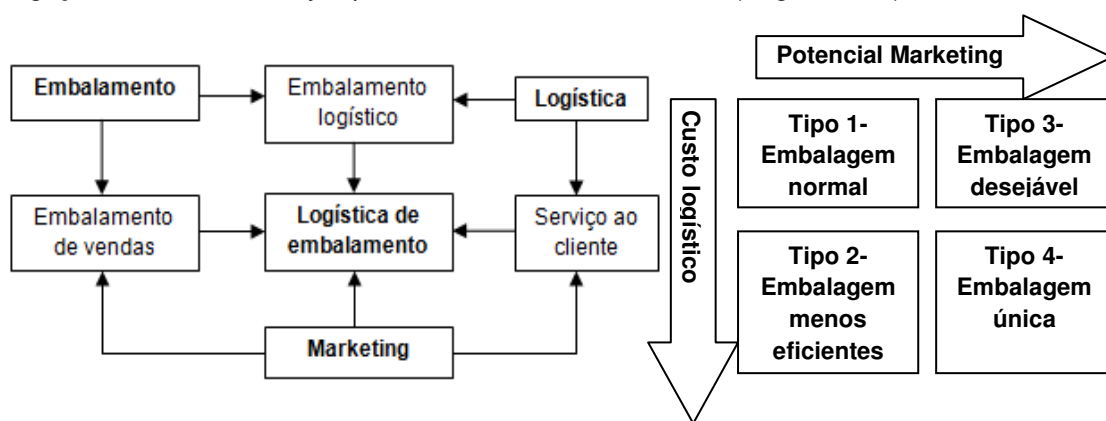 Embalamento
Embalamento
logístico
Logística
Embalamento
de vendas
Logística de
embalamento
Serviço ao
cliente
Marketing
Potencial Marketing
Custo logístico
Tipo 1-
Embalagem
normal
Tipo 3-
Embalagem
desejável
Tipo 2-
Embalagem
menos
eficientes
Tipo 4-
Embalagem
única